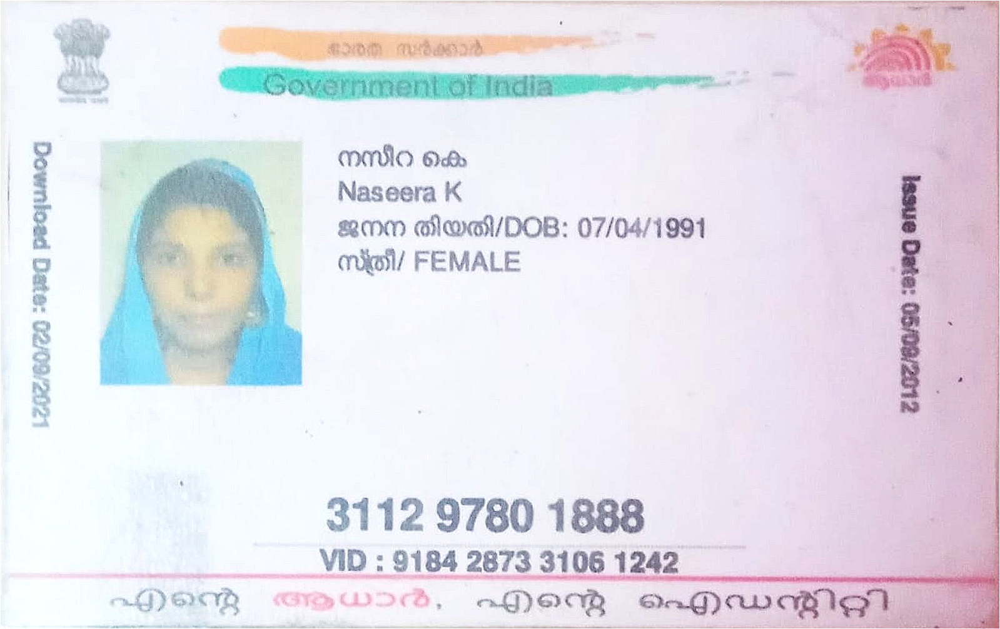 ഭാരത സർക്കാർ
Government of India
നസീറ കെ
Naseera K
ജനന തിയതി/DOB: 07/04/1991
സ്ത്രീ/ FEMALE
Download Date: 02/09/2021
Issue Date: 05/09/2012
3112 9780 1888
VID : 9184 2873 3106 1242
എന്റെ ആധാർ, എന്റെ ഐഡന്റിറ്റി